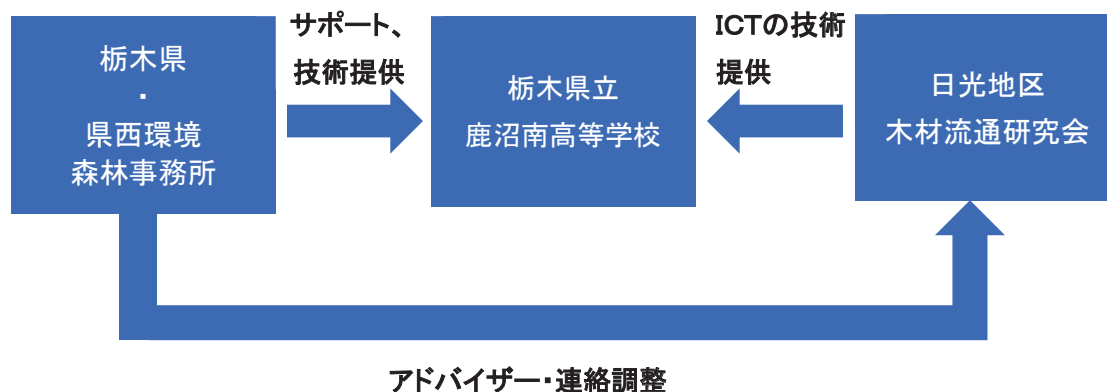 栃木県
・
県西環境
森林事務所
サポート、
技術提供
栃木県立
鹿沼南高等学校
ICTの技術
提供
日光地区
木材流通研究会
アドバイザー・連絡調整